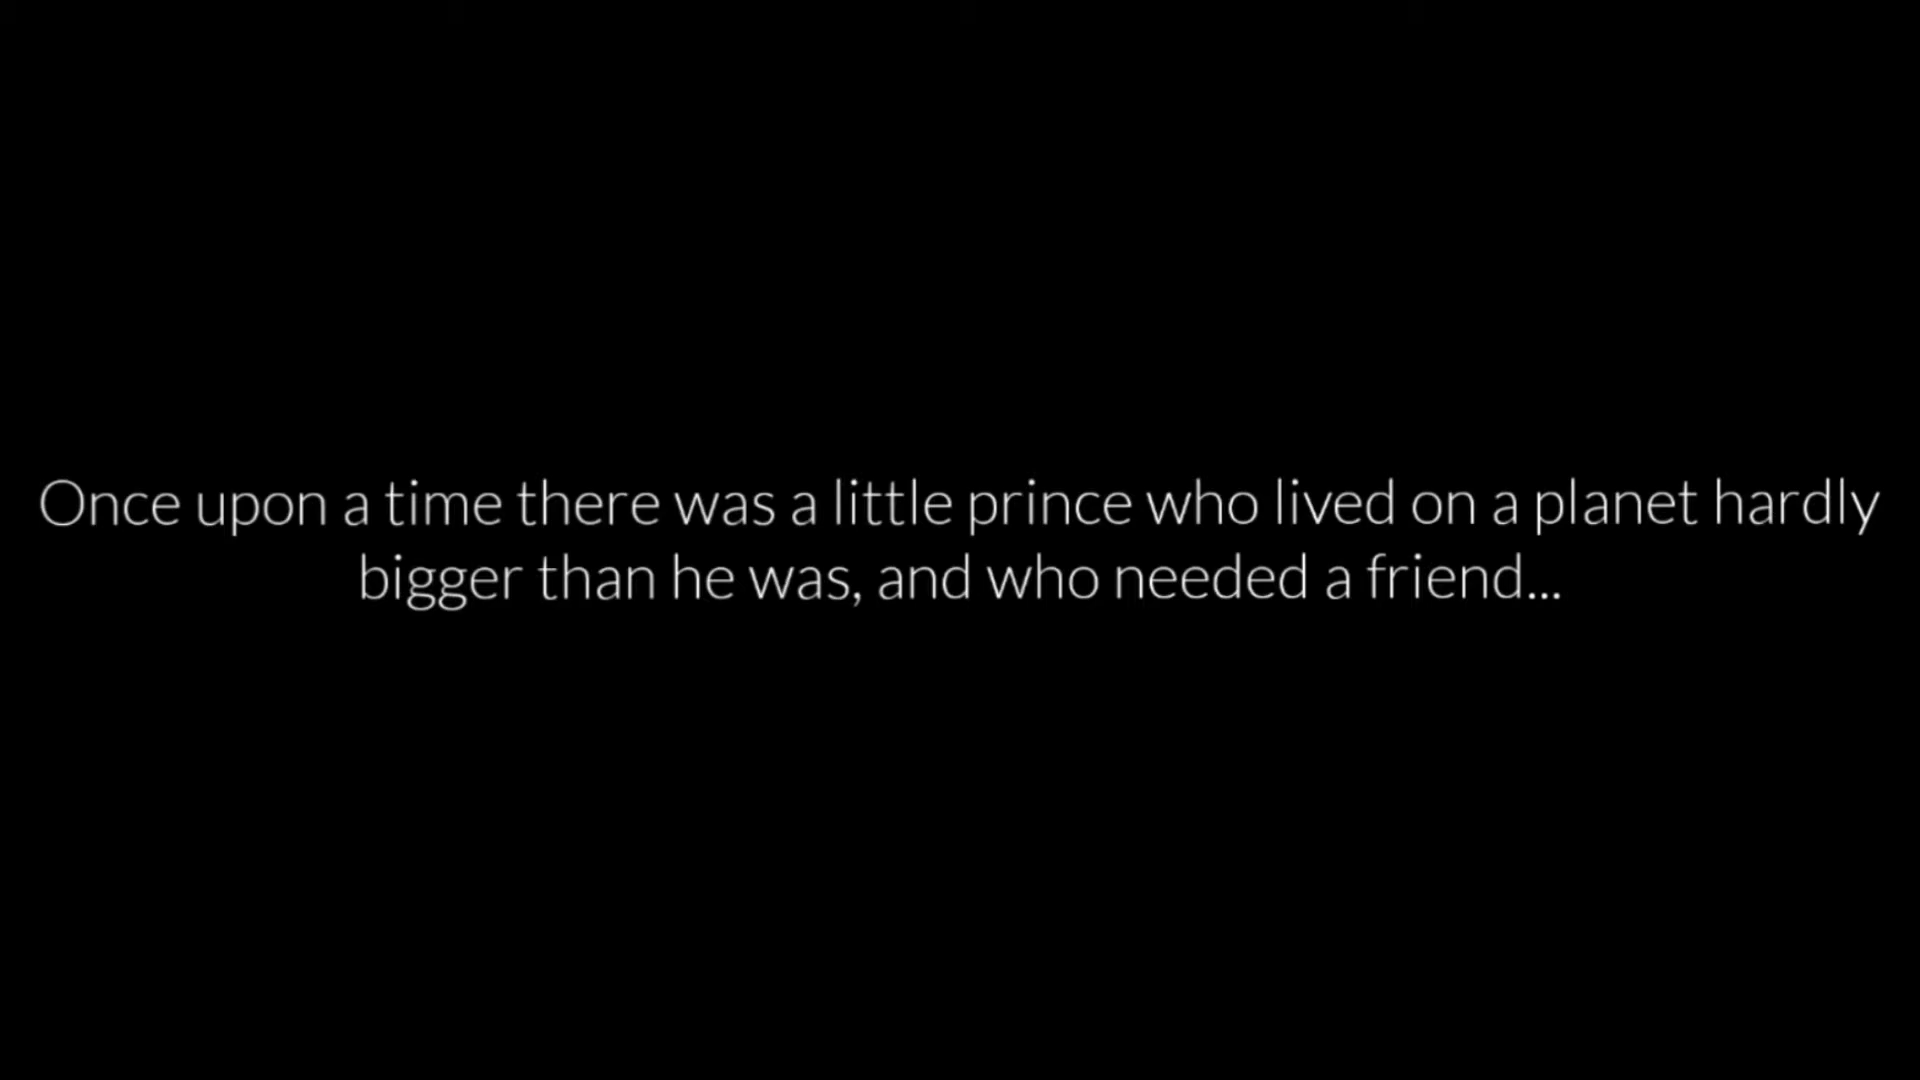 Once upon a time there was a little prince who lived on a planet hardly
bigger than he was, and who needed a friend...